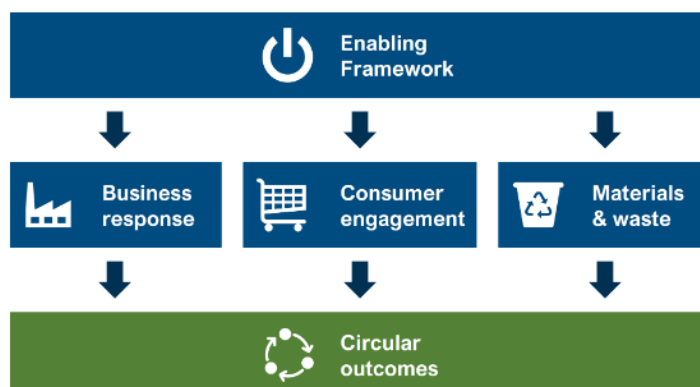 Enabling
Framework
Business
response
Consumer
engagement
Materials
& waste
Circular
outcomes